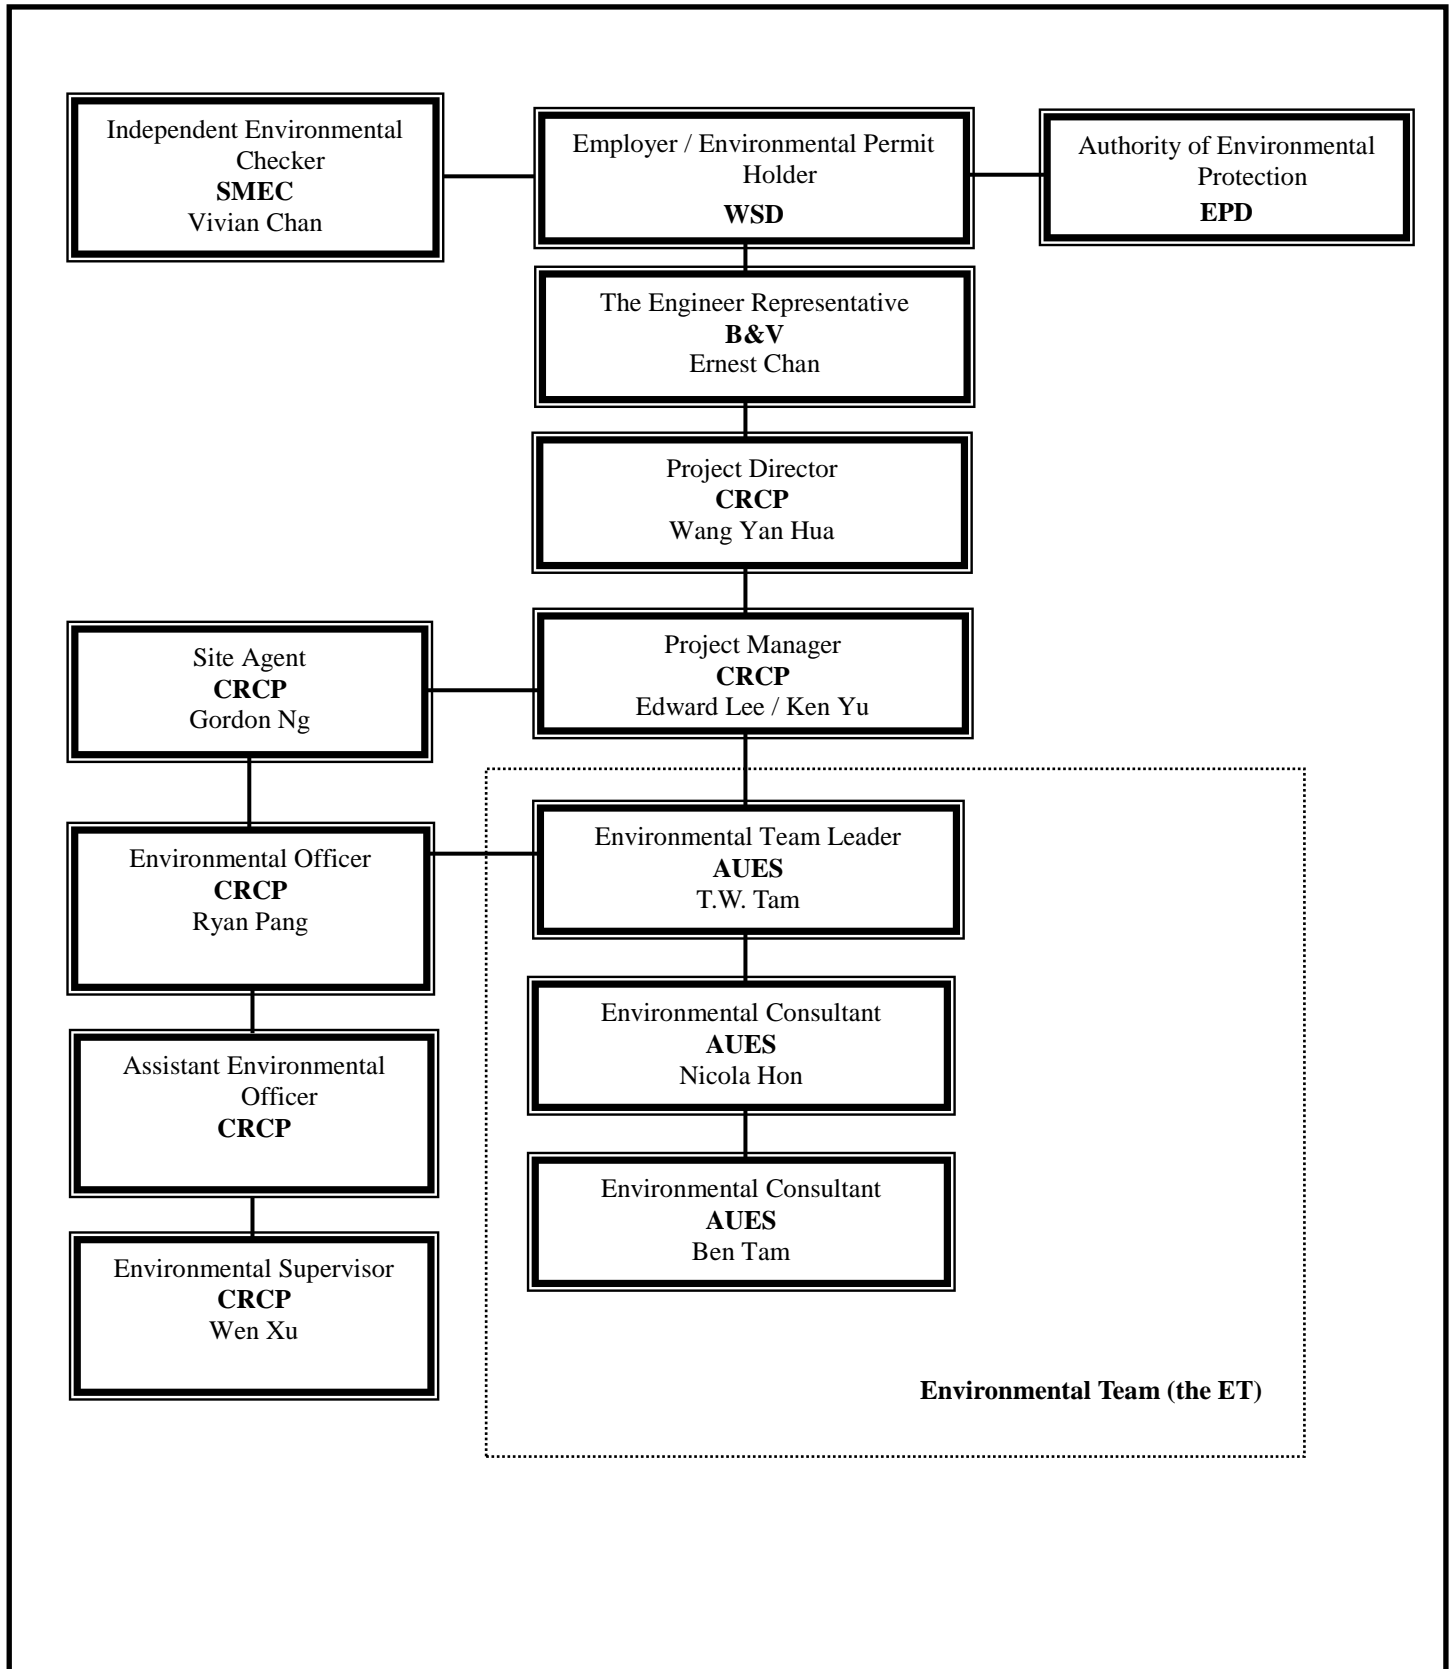 Independent Environmental
Checker
SMEC
Vivian Chan
Employer / Environmental Permit
Holder
WSD
Authority of Environmental
Protection
EPD
The Engineer Representative
B&V
Ernest Chan
Project Director
CRCP
Wang Yan Hua
Project Manager
CRCP
Edward Lee / Ken Yu
Site Agent
CRCP
Gordon Ng
Environmental Officer
CRCP
Ryan Pang
Environmental Team Leader
AUES
T.W. Tam
Environmental Consultant
AUES
Nicola Hon
Assistant Environmental
Officer
CRCP
Environmental Consultant
AUES
Ben Tam
Environmental Supervisor
CRCP
Wen Xu
Environmental Team (the ET)